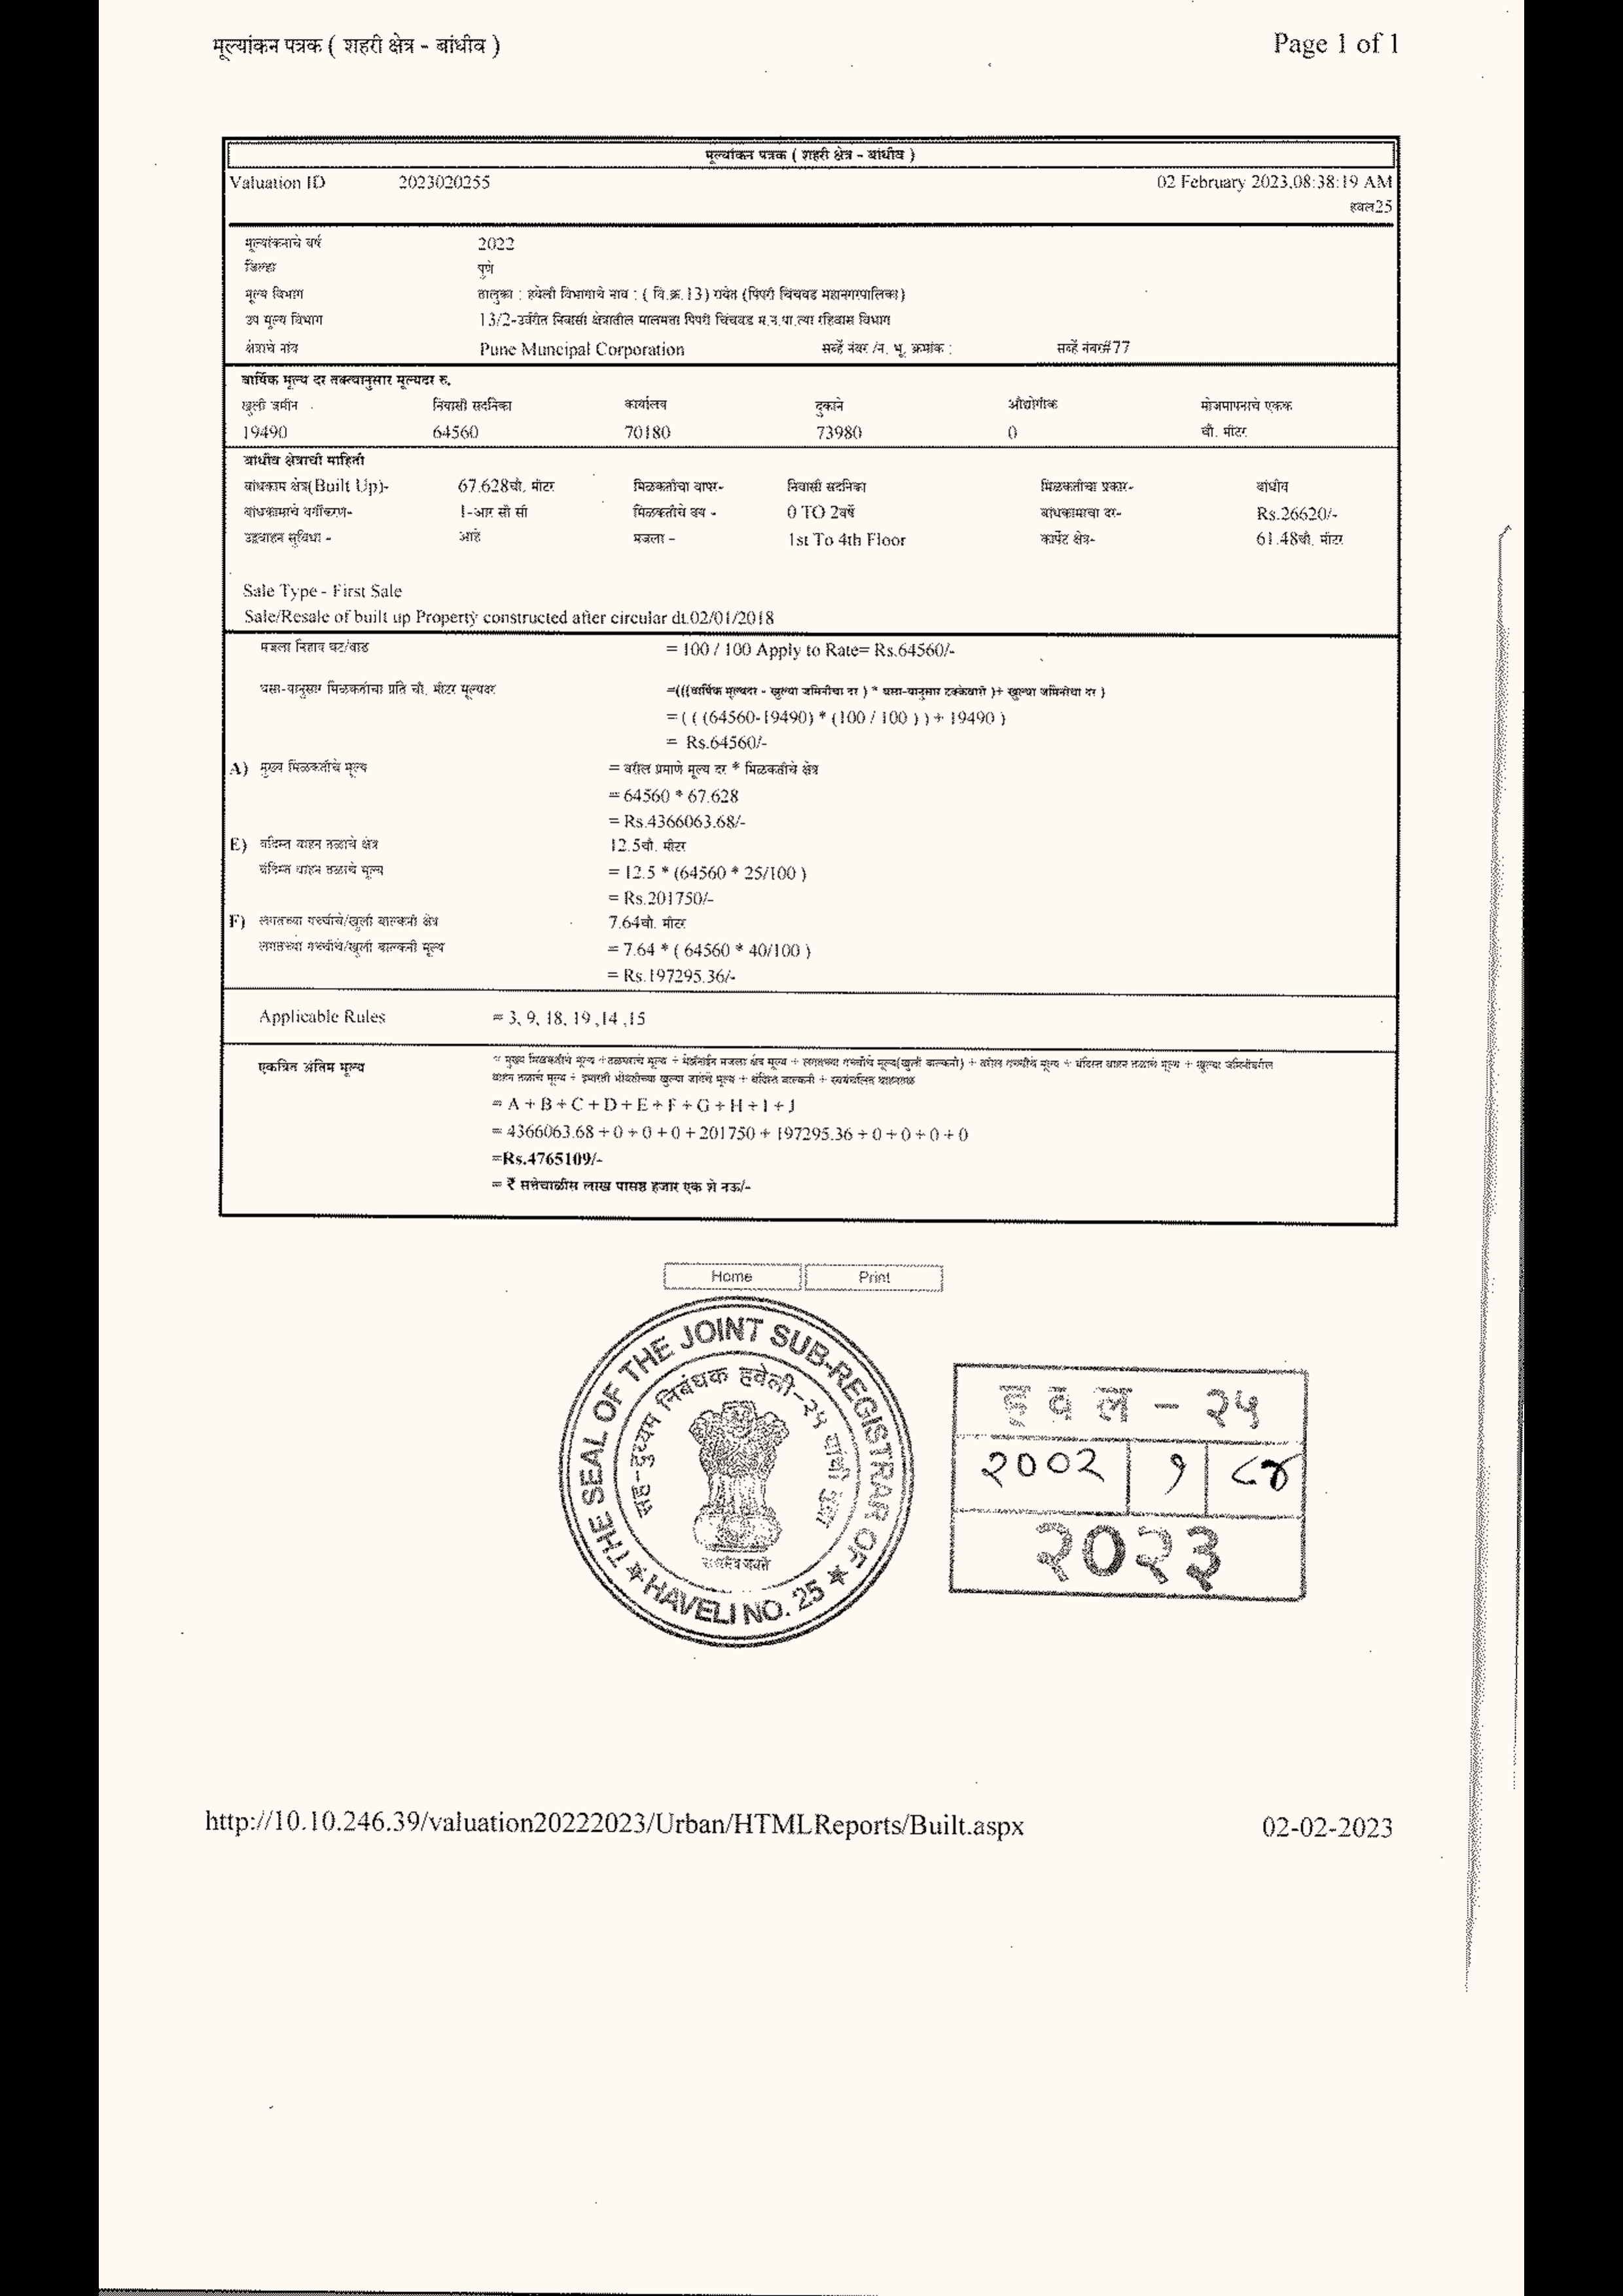 मूल्यांकन पत्रक ( शहरी क्षेत्र - बांधीव ) Page 1 of 1
मूल्यांकन पत्रक ( शहरी क्षेत्र - बांधीव )
Valuation ID 2023020255 02 February 2023,08:38:19 AM
हवल25
मूल्यांकनाचे वर्ष 2022
जिल्हा पुणे
मूल्य विभाग तालुका : हवेली विभागाचे नाव : ( वि.क्र.13) रावेत (पिंपरी चिंचवड महानगरपालिका)
उप मूल्य विभाग 13/2-उर्वरीत निवासी क्षेत्रातील मालमत्ता पिंपरी चिंचवड म.न.पा.त्या रहिवास विभाग
क्षेत्राचे नांव Pune Muncipal Corporation सर्व्हे नंबर /न. भू. क्रमांक : सर्व्हे नंबर#77
वार्षिक मूल्य दर तक्त्यानुसार मूल्यदर रु.
खुली जमीन निवासी सदनिका कार्यालय दुकाने औद्योगीक मोजमापनाचे एकक
19490 64560 70180 73980 0 चौ. मीटर
बांधीव क्षेत्राची माहिती
बांधकाम क्षेत्र(Built Up)- 67.628चौ. मीटर मिळकतीचा वापर- निवासी सदनिका मिळकतीचा प्रकार- बांधीव
बांधकामाचे वर्गीकरण- 1-आर सी सी मिळकतीचे वय - 0 TO 2वर्षे बांधकामाचा दर- Rs.26620/-
उद्ववाहन सुविधा - आहे मजला - 1st To 4th Floor कार्पेट क्षेत्र- 61.48चौ. मीटर
Sale Type - First Sale
Sale/Resale of built up Property constructed after circular dt.02/01/2018
मजला निहाय घट/वाढ = 100 / 100 Apply to Rate= Rs.64560/-
घसा-यानुसार मिळकतीचा प्रति चौ. मीटर मूल्यदर =(((वार्षिक मूल्यदर - खुल्या जमिनीचा दर ) * घसा-यानुसार टक्केवारी )+ खुल्या जमिनीचा दर )
= ( ( (64560-19490) * (100 / 100 ) ) + 19490 )
= Rs.64560/-
A) मुख्य मिळकतीचे मूल्य = वरील प्रमाणे मूल्य दर * मिळकतीचे क्षेत्र
= 64560 * 67.628
= Rs.4366063.68/-
E) बंदिस्त वाहन तळाचे क्षेत्र 12.5चौ. मीटर
बंदिस्त वाहन तळाचे मूल्य = 12.5 * (64560 * 25/100 )
= Rs.201750/-
F) लगतच्या गच्चीचे/खुली बाल्कनी क्षेत्र 7.64चौ. मीटर
लगतच्या गच्चीचे/खुली बाल्कनी मूल्य = 7.64 * ( 64560 * 40/100 )
= Rs.197295.36/-
Applicable Rules = 3, 9, 18, 19 ,14 ,15
एकत्रित अंतिम मूल्य = मुख्य मिळकतीचे मूल्य + तळघराचे मूल्य + मेझॅनाईन मजला क्षेत्र मूल्य + लगतच्या गच्चीचे मूल्य(खुली बाल्कनी) + वरील गच्चीचे मूल्य + बंदिस्त वाहन तळाचे मूल्य + खुल्या जमिनीवरील
वाहन तळाचे मूल्य + इमारती भोवतीच्या खुल्या जागेचे मूल्य + बंदिस्त बाल्कनी + स्वयंचलित वाहनतळ
= A + B + C + D + E + F + G + H + I + J
= 4366063.68 + 0 + 0 + 0 + 201750 + 197295.36 + 0 + 0 + 0 + 0
=Rs.4765109/-
= ₹ सत्तेचाळीस लाख पासष्ठ हजार एक शे नऊ/-
Home Print
THE SEAL OF THE JOINT SUB-REGISTRAR OF
HAVELI NO. 25
सह-दुय्यम निबंधक हवेली-२५ यांची मुद्रा
सत्यमेव जयते
हवल - २५
२००२ १ ८४
२०२३
http://10.10.246.39/valuation20222023/Urban/HTMLReports/Built.aspx 02-02-2023